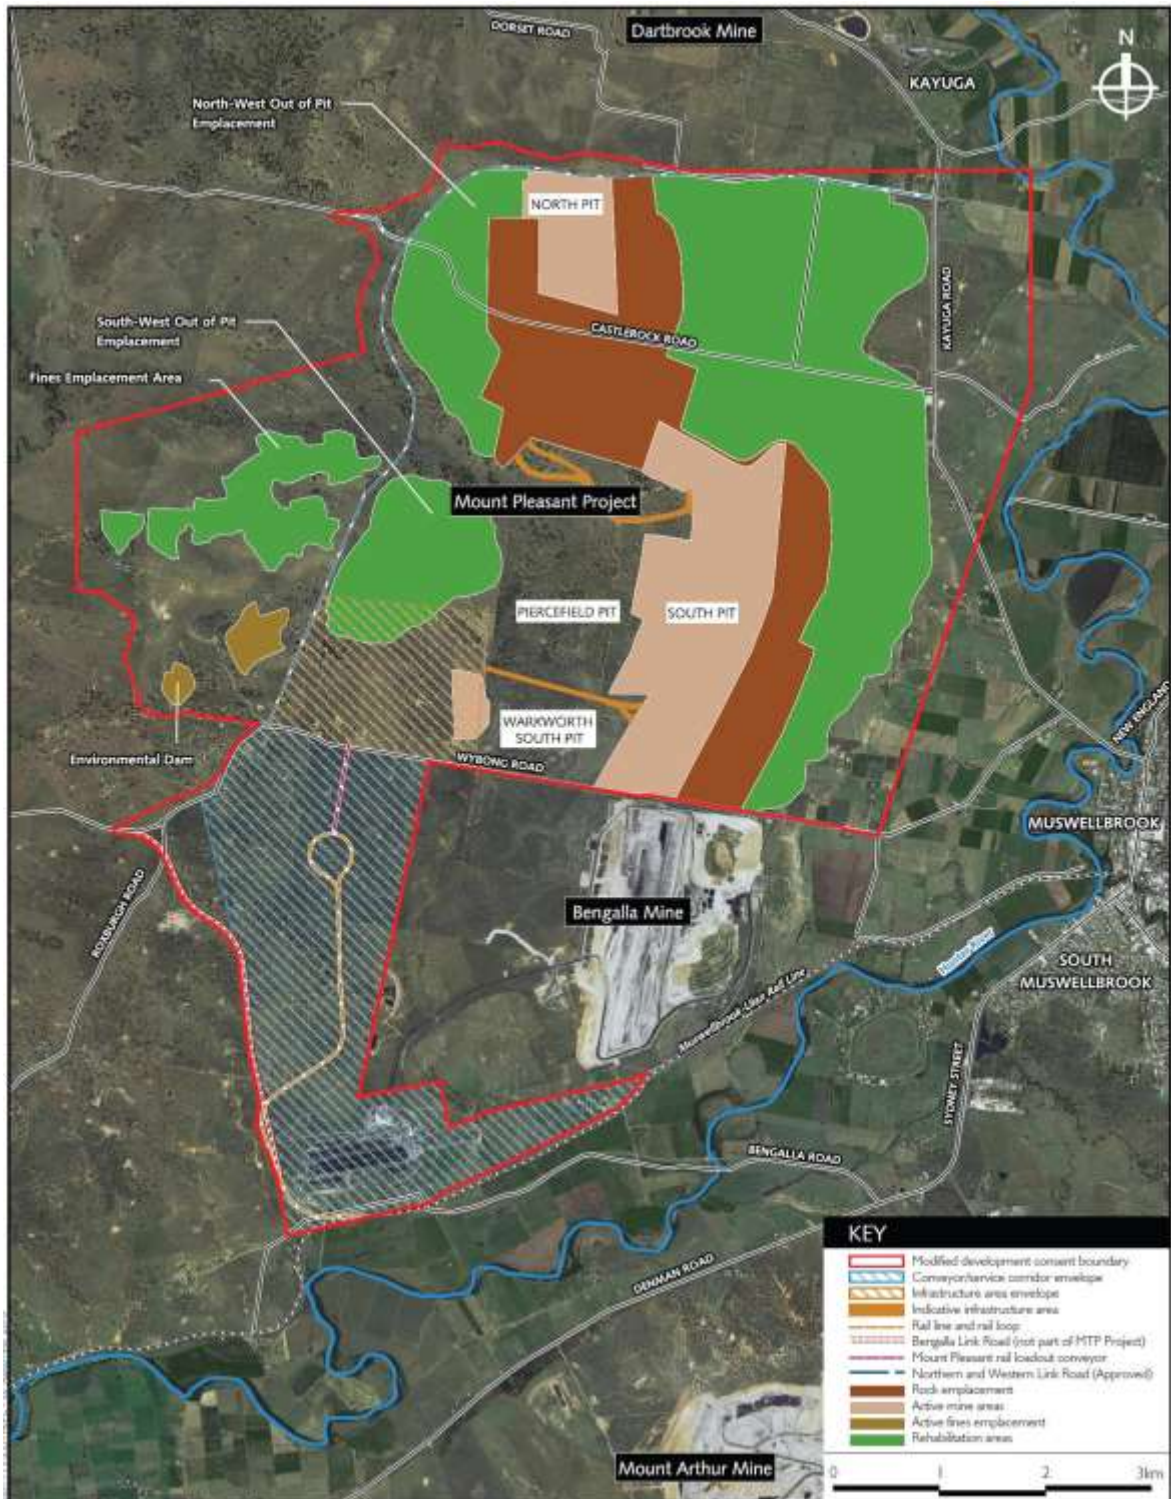 DORSET ROAD
Dartbrook Mine
N
KAYUGA
North-West Out of Pit
Emplacement
NORTH PIT
KAYUGA ROAD
CASTLEROCK ROAD
South-West Out of Pit
Emplacement
Fines Emplacement Area
Mount Pleasant Project
PIERCEFIELD PIT
SOUTH PIT
WARKWORTH
SOUTH PIT
WYBONG ROAD
Environmental Dam
NEW ENGLAND
MUSWELLBROOK
ROXBURGH ROAD
Bengalla Mine
Hunter River
SOUTH
MUSWELLBROOK
Muswellbrook-Ulan Rail Line
SYDNEY STREET
BENGALLA ROAD
DENMAN ROAD
Mount Arthur Mine
KEY
Modified development consent boundary
Conveyor/service corridor envelope
Infrastructure area envelope
Indicative infrastructure area
Rail line and rail loop
Bengalla Link Road (not part of MTP Project)
Mount Pleasant rail loadout conveyor
Northern and Western Link Road (Approved)
Rock emplacement
Active mine areas
Active fines emplacement
Rehabilitation areas
0 1 2 3km